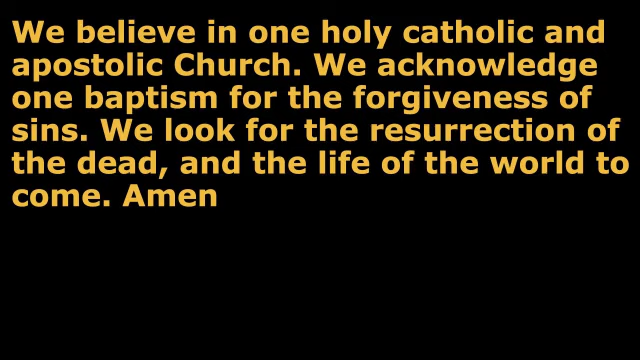 We believe in one holy catholic and
apostolic Church. We acknowledge
one baptism for the forgiveness of
sins. We look for the resurrection of
the dead, and the life of the world to
come. Amen